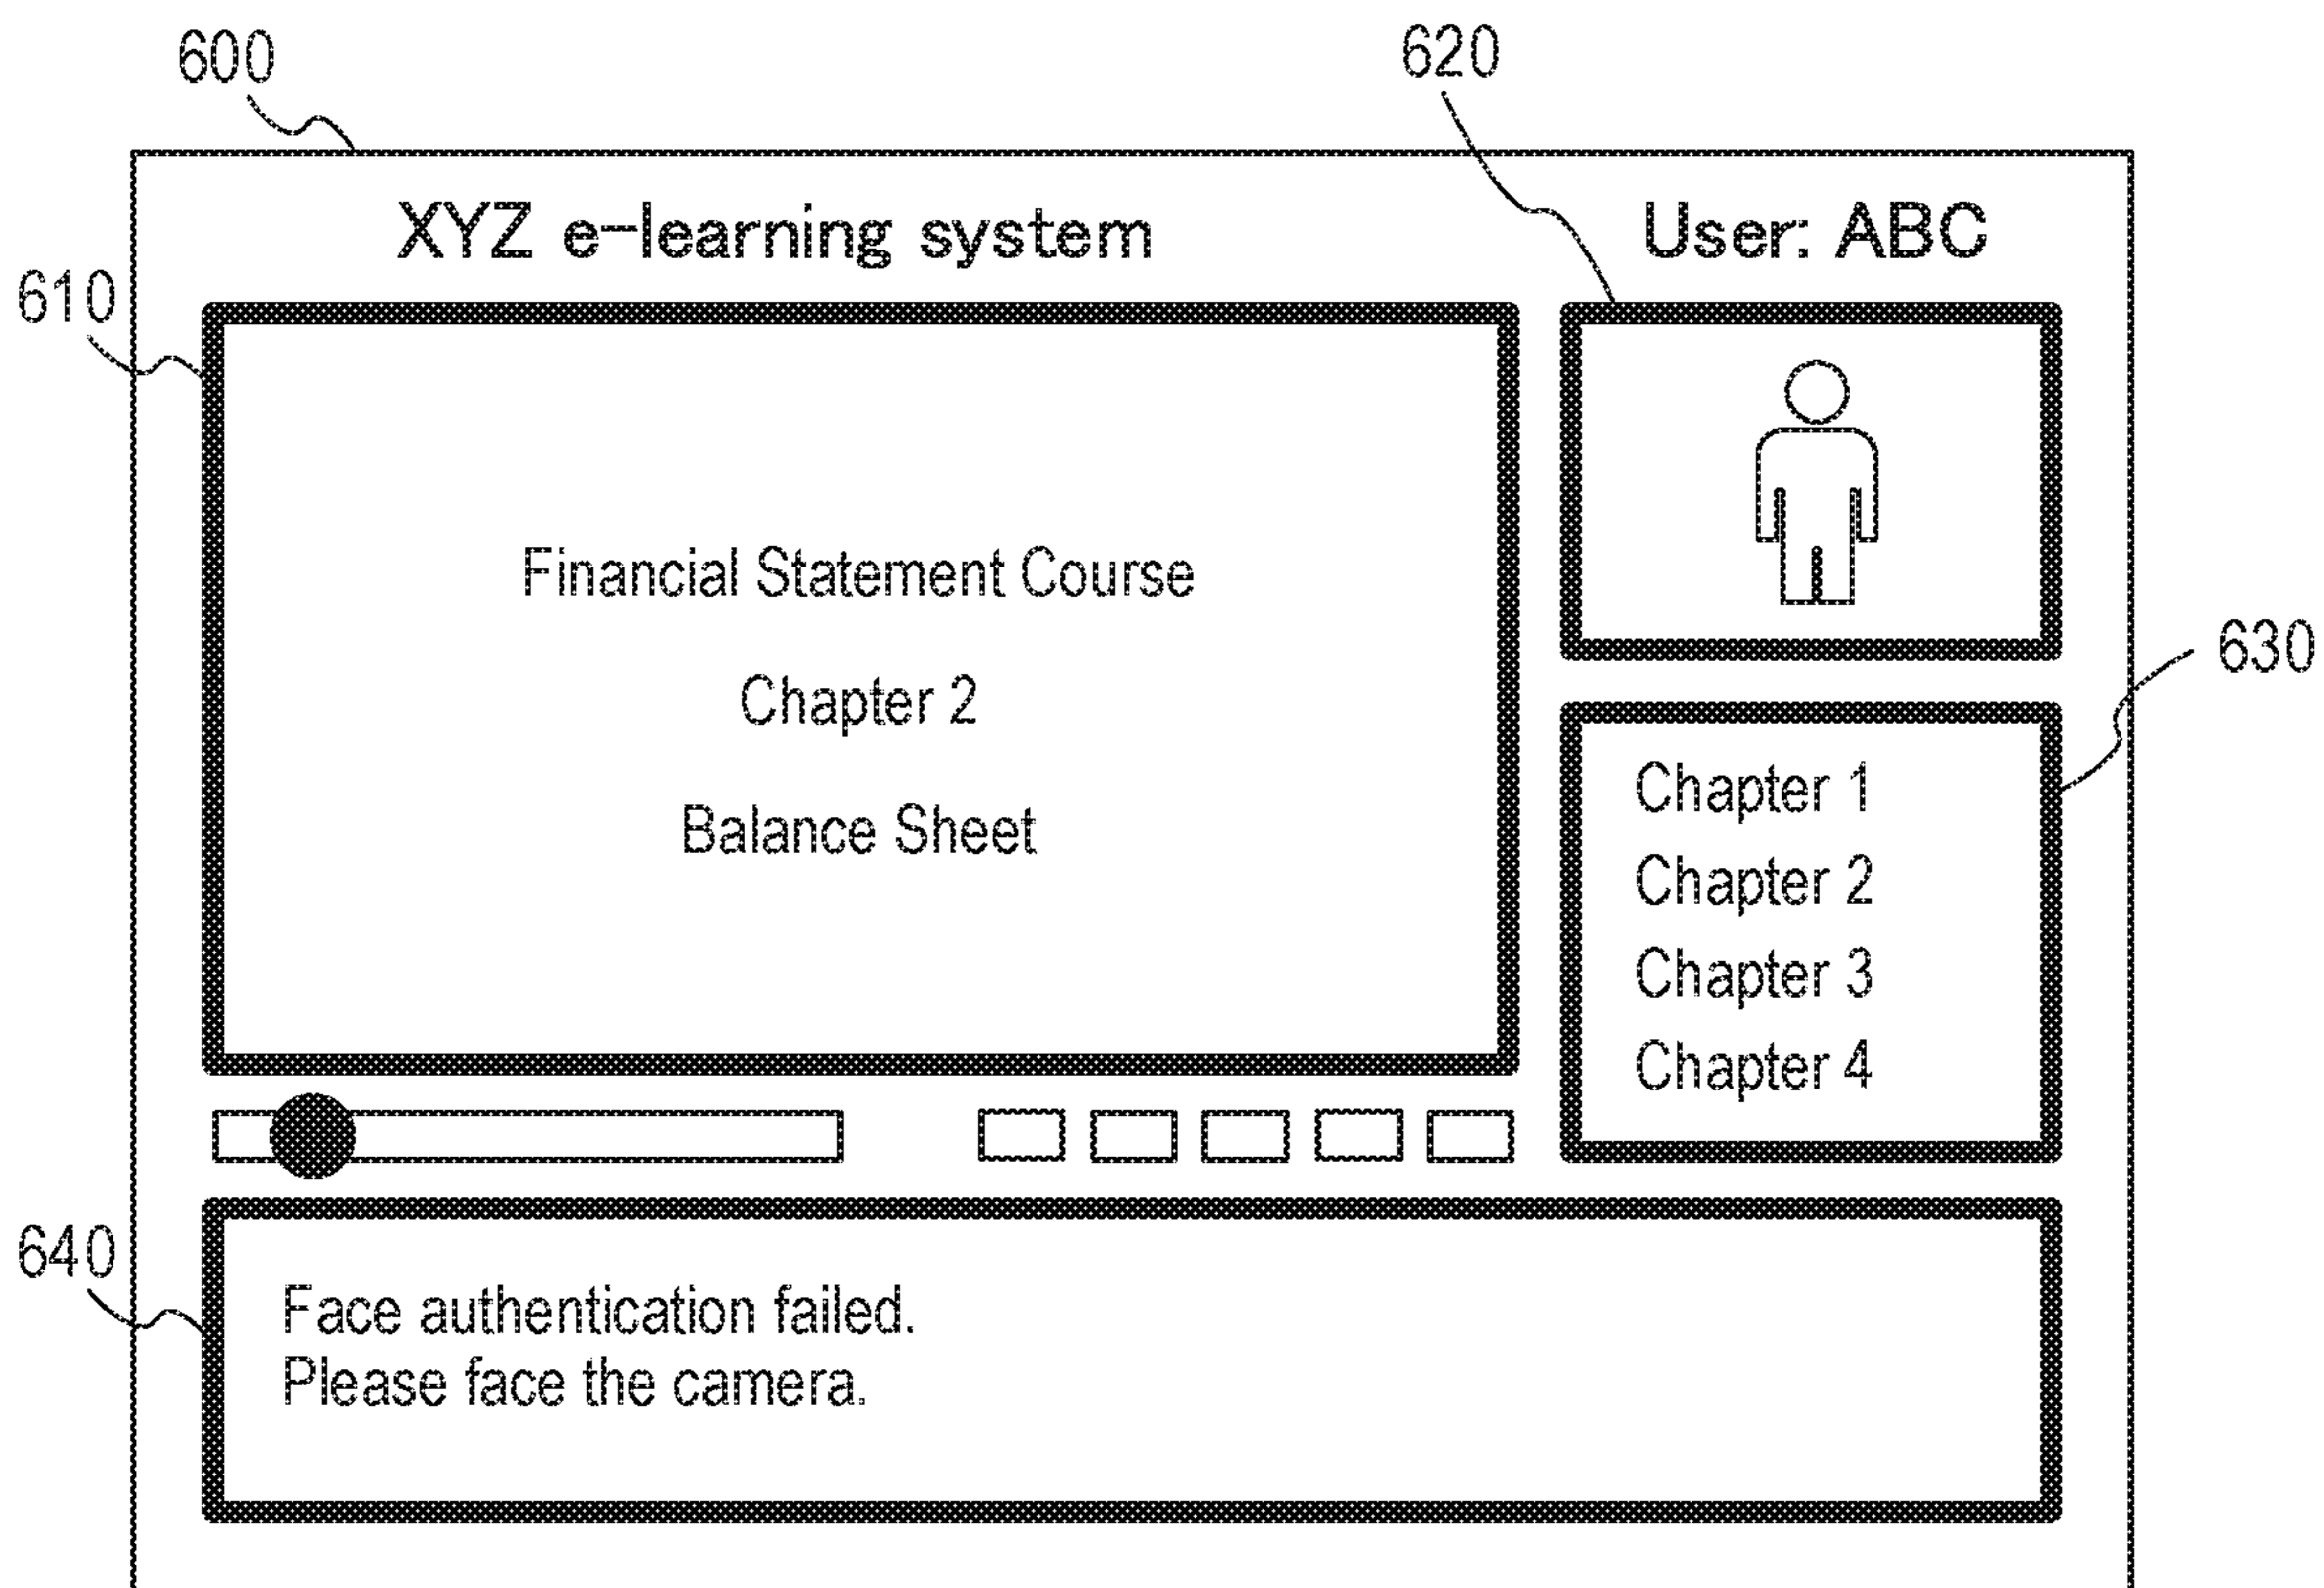 600
620
XYZ e-learning system
User: ABC
610
Financial Statement Course
Chapter 2
Balance Sheet
630
Chapter 1
Chapter 2
Chapter 3
Chapter 4
640
Face authentication failed.
Please face the camera.